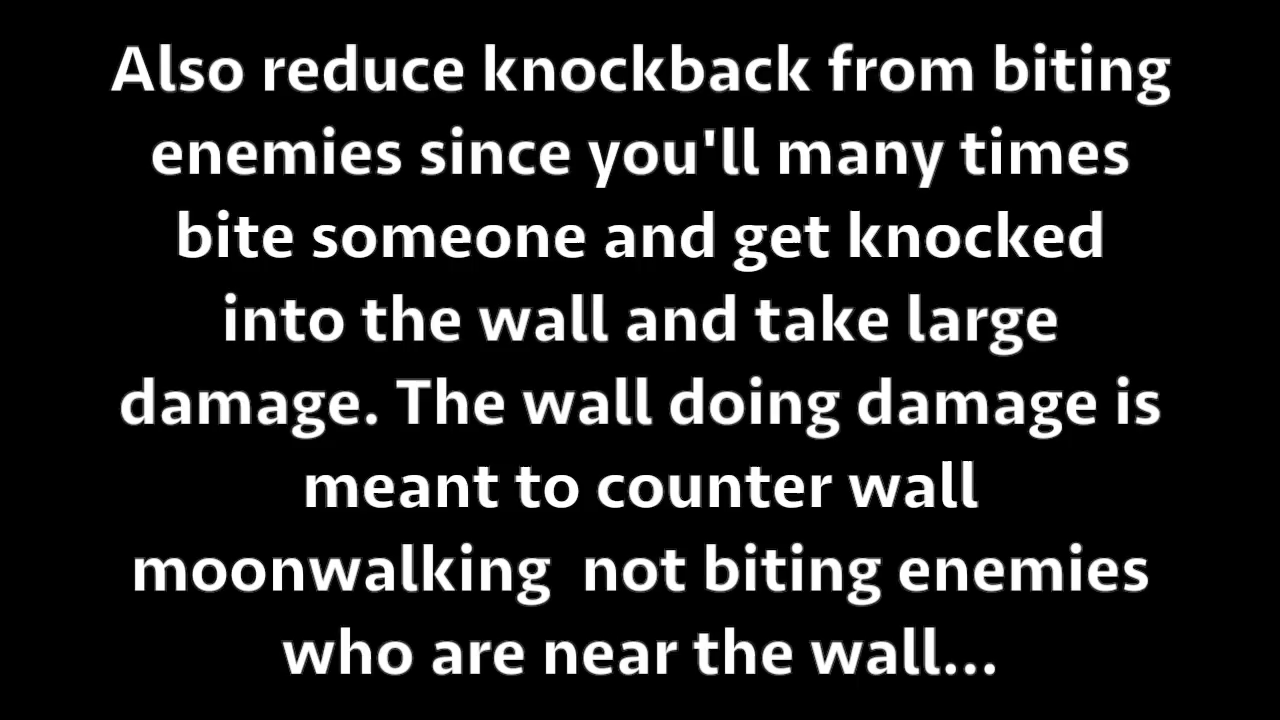 Also reduce knockback from biting
enemies since you'll many times
bite someone and get knocked
into the wall and take large
damage. The wall doing damage is
meant to counter wall
moonwalking  not biting enemies
who are near the wall...